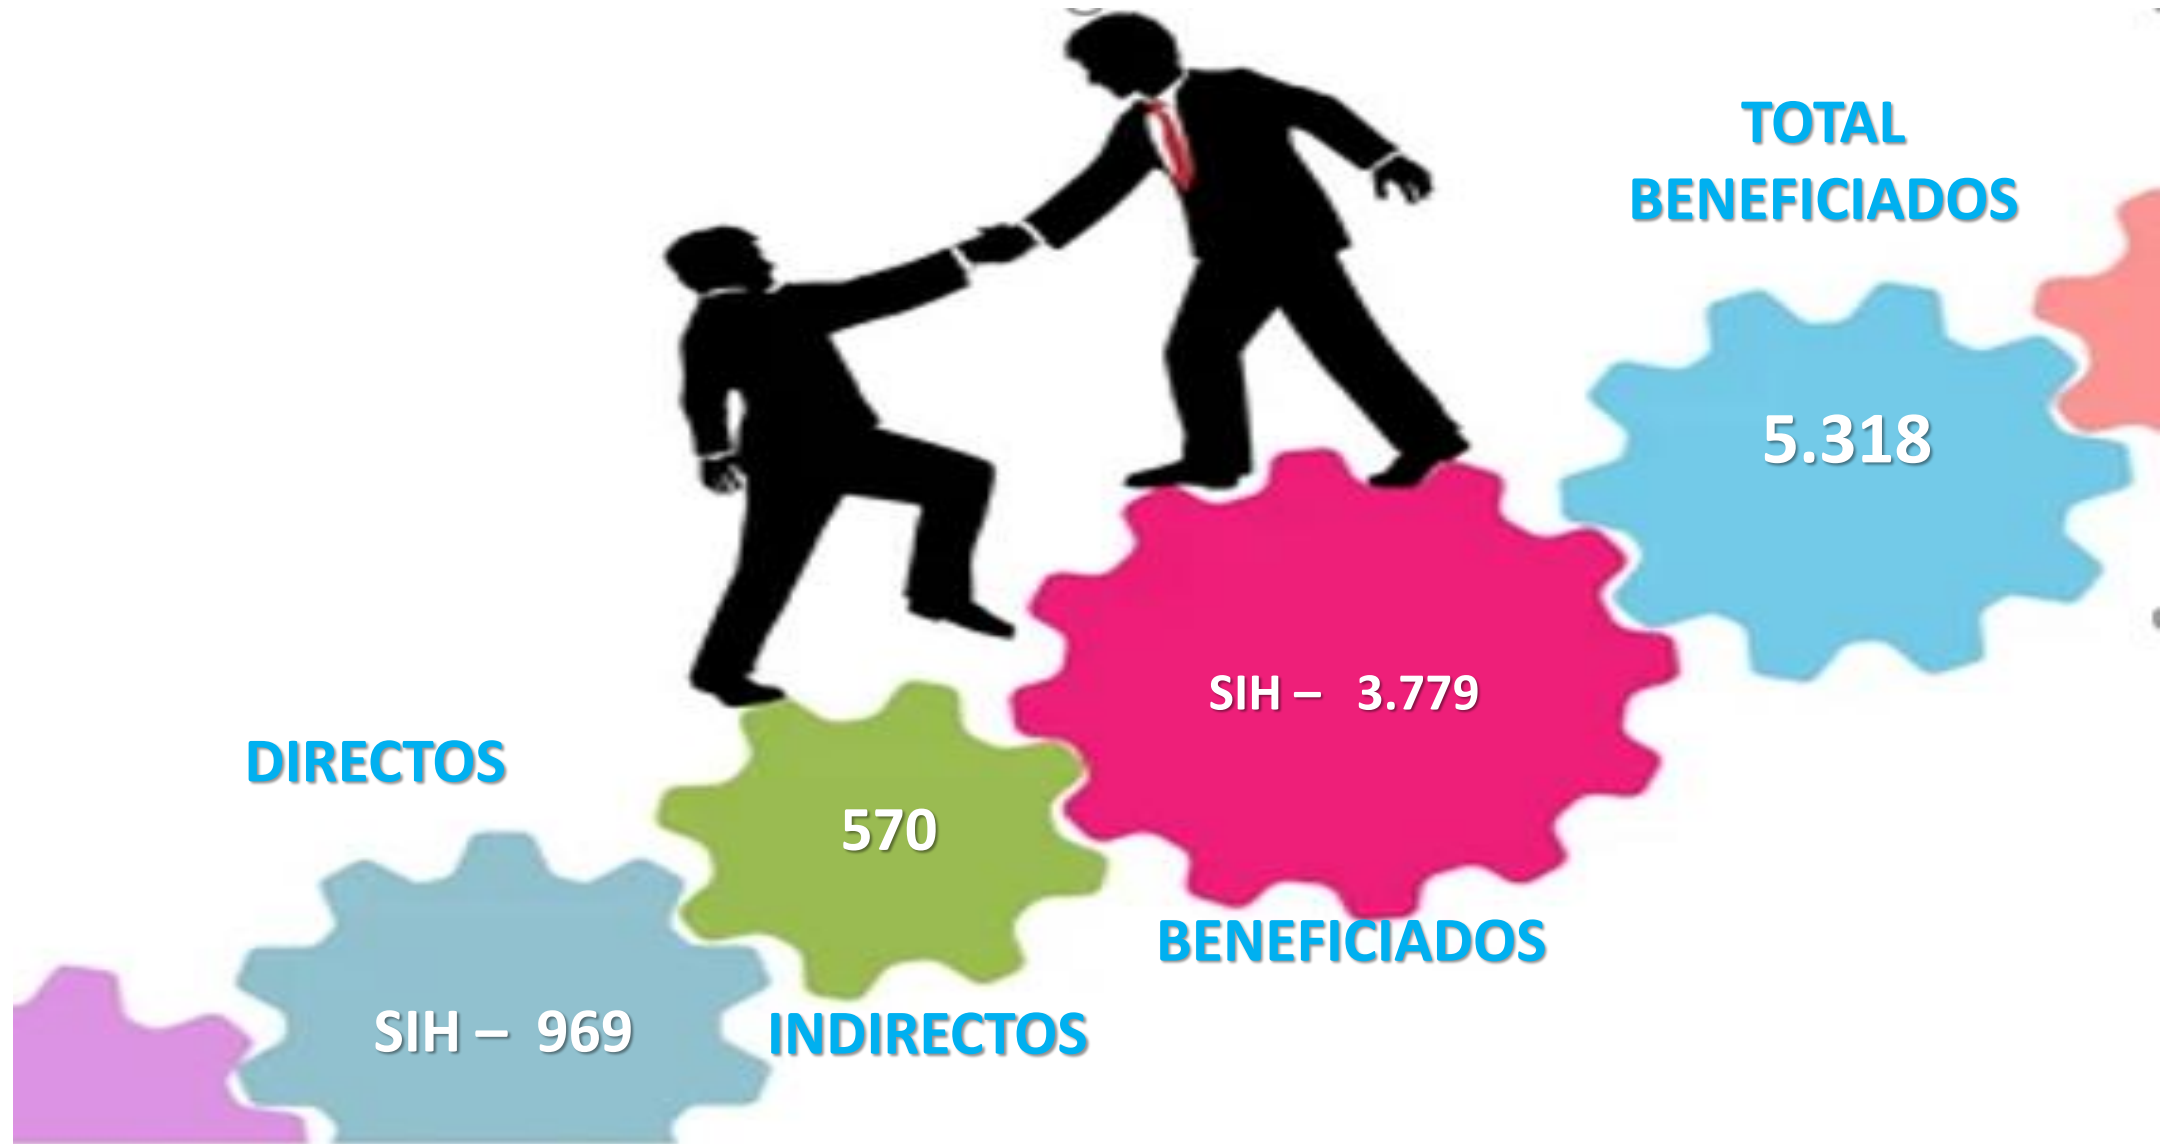 TOTAL
BENEFICIADOS
5.318
SIH – 3.779
DIRECTOS
570
BENEFICIADOS
SIH – 969
INDIRECTOS